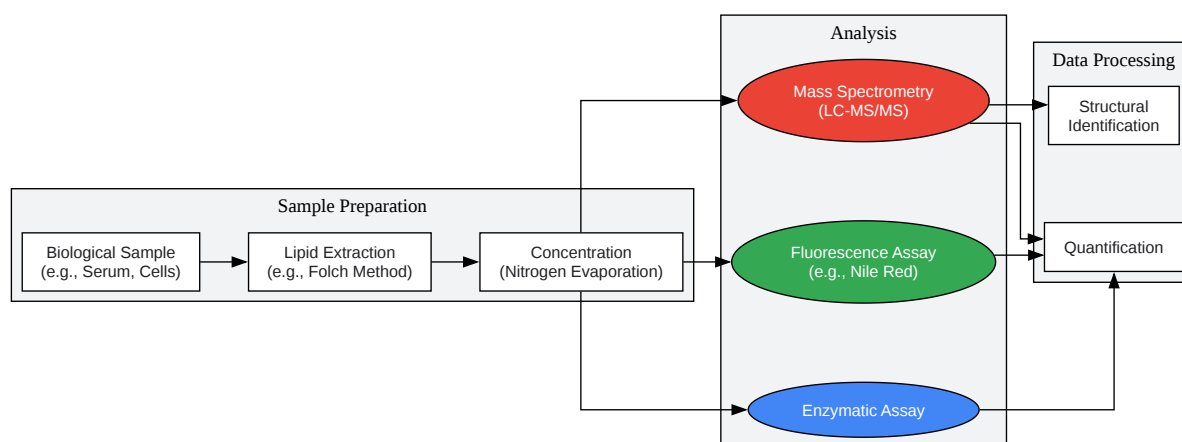 Analysis
Data Processing
Mass Spectrometry
(LC-MS/MS)
Structural
Identification
Sample Preparation
Biological Sample
(e.g., Serum, Cells)
Lipid Extraction
(e.g., Folch Method)
Concentration
(Nitrogen Evaporation)
Fluorescence Assay
(e.g., Nile Red)
Quantification
Enzymatic Assay